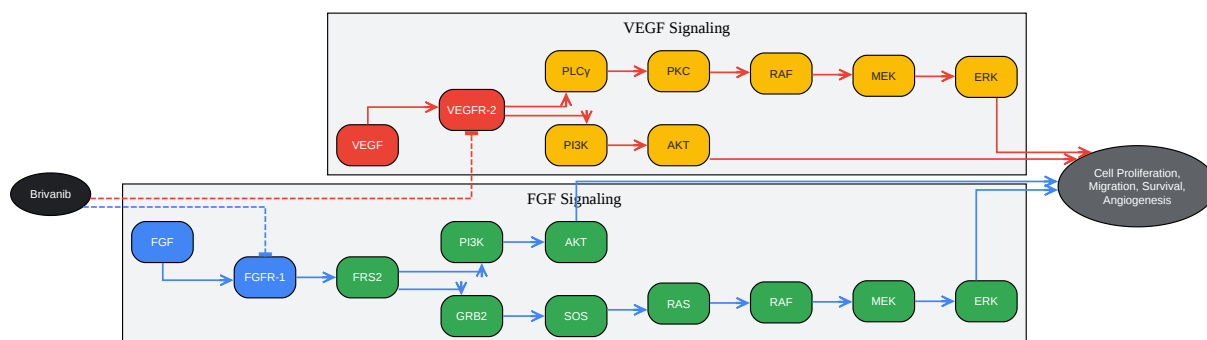 VEGF Signaling
PLCγ
PKC
RAF
MEK
ERK
VEGFR-2
VEGF
PI3K
AKT
Brivanib
Cell Proliferation,
Migration, Survival,
Angiogenesis
FGF Signaling
FGF
PI3K
AKT
FGFR-1
FRS2
GRB2
SOS
RAS
RAF
MEK
ERK